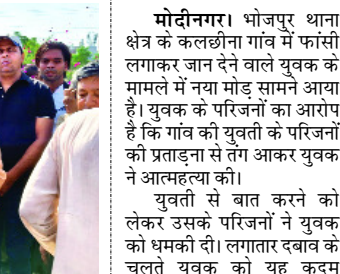 मोदीनगर। भोजपुर थाना
क्षेत्र के कलछीना गांव में फांसी
लगाकर जान देने वाले युवक के
मामले में नया मोड़ सामने आया
है। युवक के परिजनों का आरोप
है कि गांव की युवती के परिजनों
की प्रताड़ना से तंग आकर युवक
ने आत्महत्या की।
युवती से बात करने को
लेकर उसके परिजनों ने युवक
को धमकी दी। लगातार दबाव के
चलते युवक को यह कदम